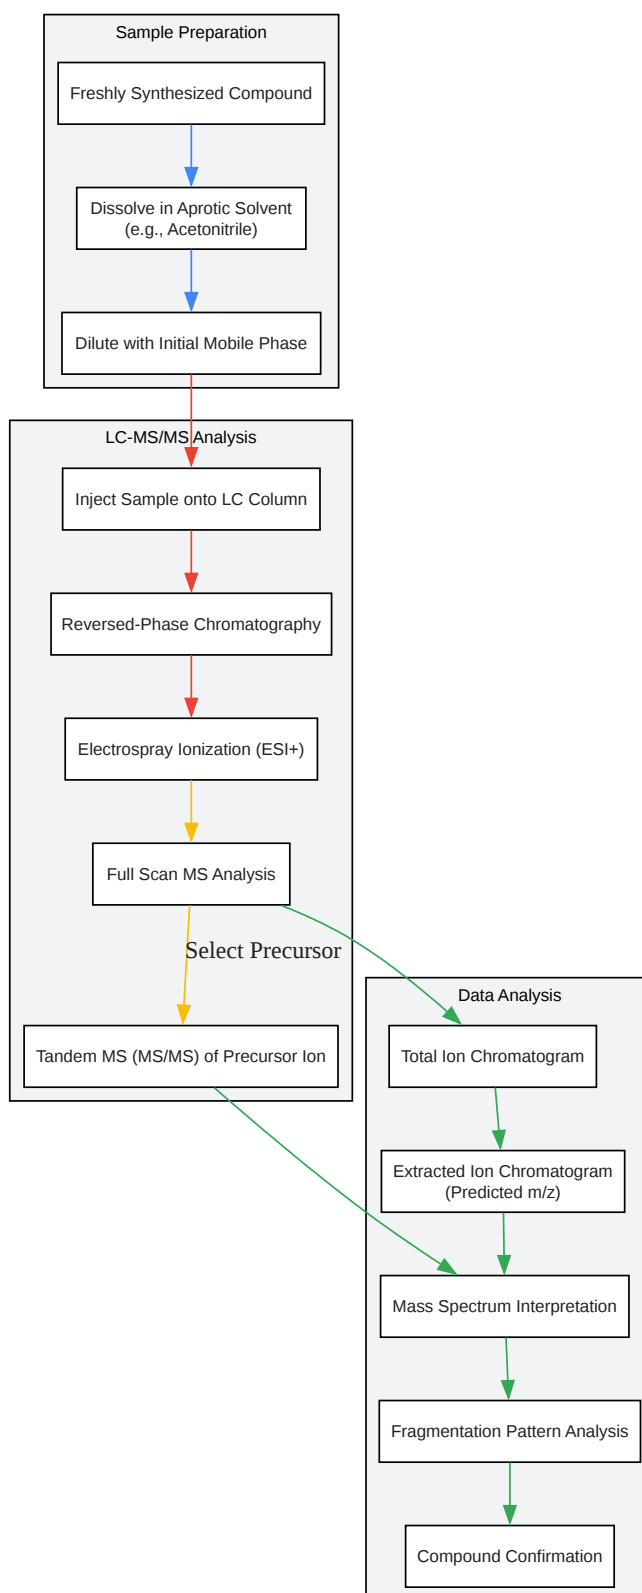 Sample Preparation
Freshly Synthesized Compound
Dissolve in Aprotic Solvent
(e.g., Acetonitrile)
Dilute with Initial Mobile Phase
LC-MS/MS Analysis
Inject Sample onto LC Column
Reversed-Phase Chromatography
Electrospray Ionization (ESI+)
Full Scan MS Analysis
Select Precursor
Tandem MS (MS/MS) of Precursor Ion
Data Analysis
Total Ion Chromatogram
Extracted Ion Chromatogram
(Predicted m/z)
Mass Spectrum Interpretation
Fragmentation Pattern Analysis
Compound Confirmation